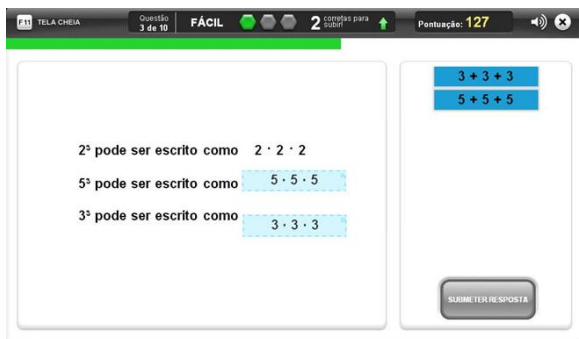 F11 TELA CHEIA
Questão
3 de 10
FÁCIL
2 corretas para
subir!
Pontuação: 127
3 + 3 + 3
5 + 5 + 5
2³ pode ser escrito como 2 · 2 · 2
5³ pode ser escrito como 5 · 5 · 5
3³ pode ser escrito como 3 · 3 · 3
SUBMETER RESPOSTA